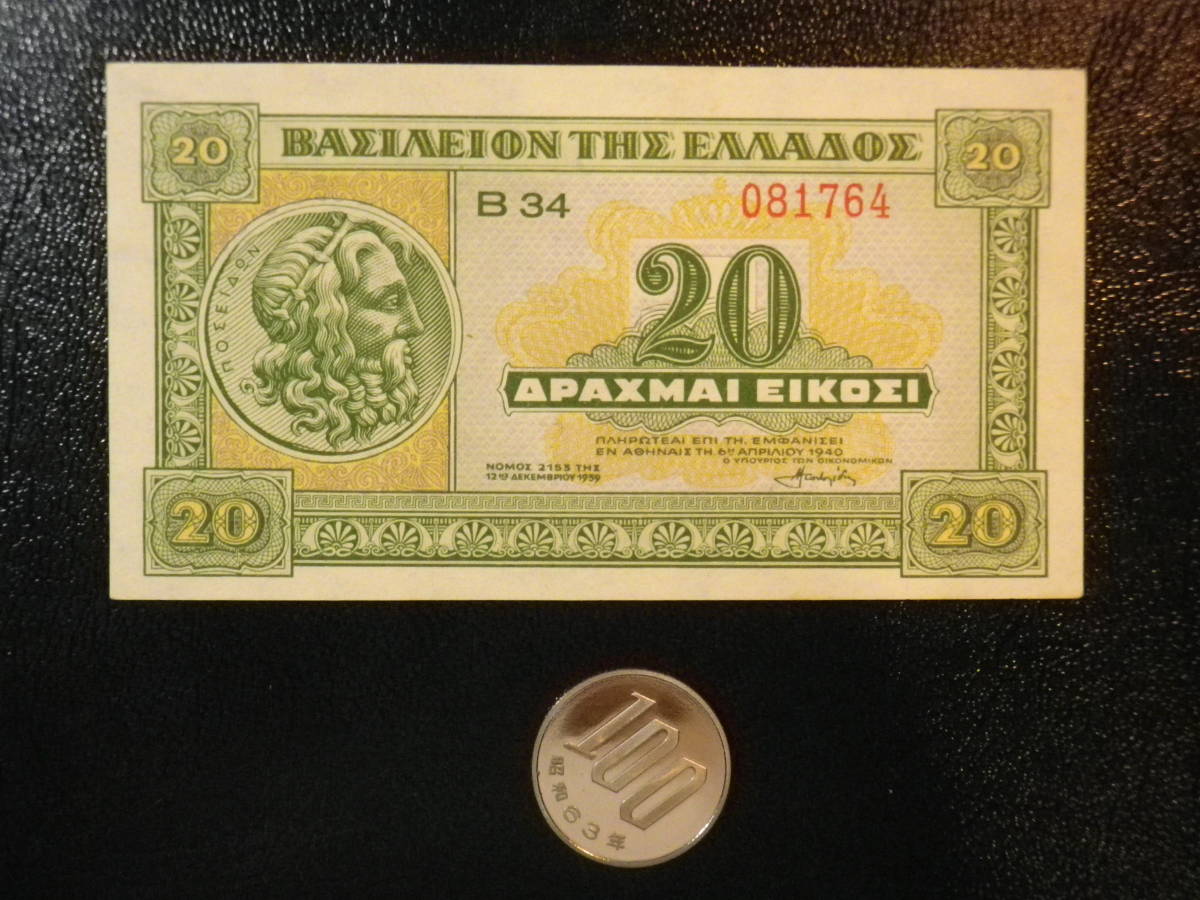 20
ΒΑΣΙΛΕΙΟΝ ΤΗΣ ΕΛΛΑΔΟΣ
20
Β 34
081764
ΠΟΣΕΙΔΩΝ
20
ΔΡΑΧΜΑΙ ΕΙΚΟΣΙ
ΠΛΗΡΩΤΕΑΙ ΕΠΙ ΤΗ, ΕΜΦΑΝΙΣΕΙ
ΕΝ ΑΘΗΝΑΙΣ ΤΗ, 6ῃ ΑΠΡΙΛΙΟΥ 1940
Ο ΥΠΟΥΡΓΟΣ ΤΩΝ ΟΙΚΟΝΟΜΙΚΩΝ
ΝΟΜΟΣ 2153 ΤΗΣ
12ης ΔΕΚΕΜΒΡΙΟΥ 1939
20
20
100
昭和63年